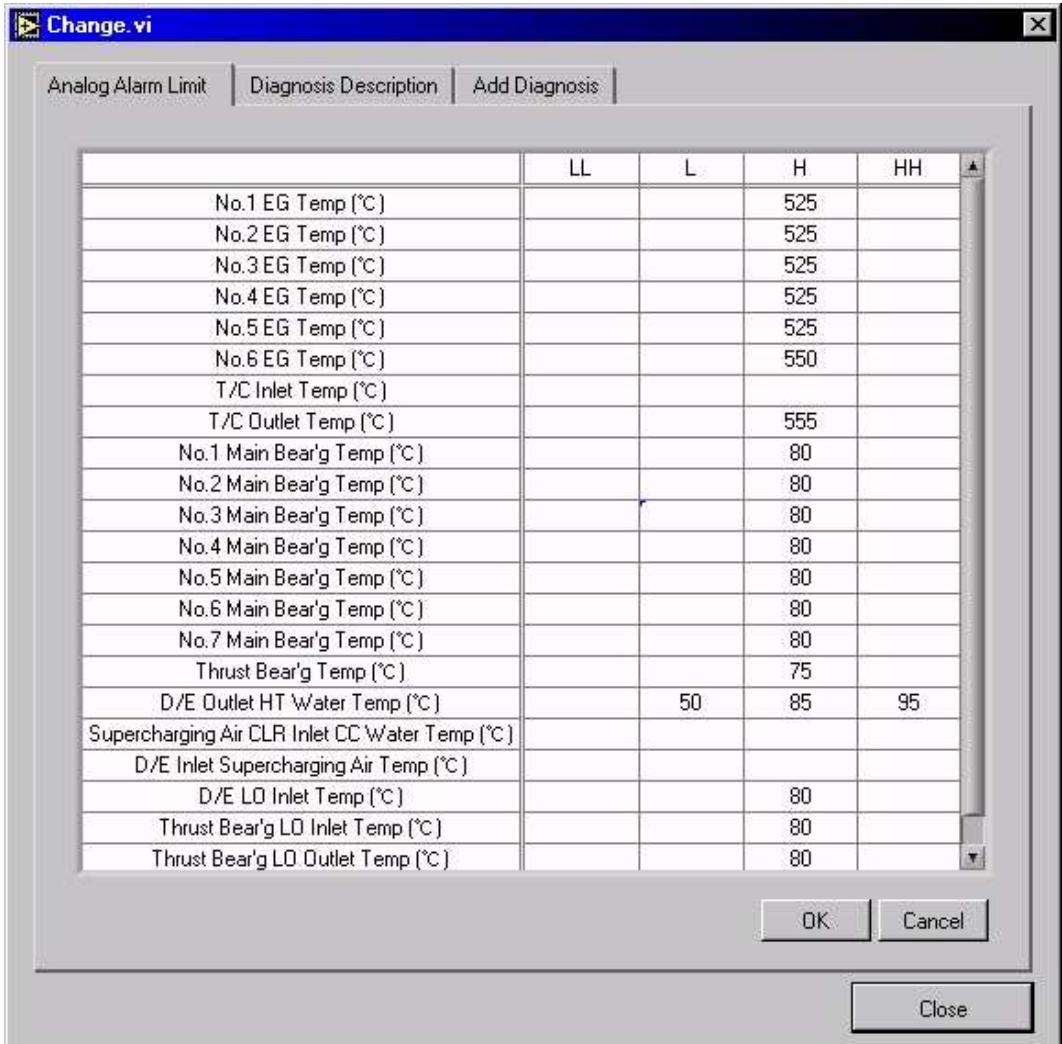 Change.vi
Analog Alarm Limit Diagnosis Description Add Diagnosis
LL L H HH
No.1 EG Temp (℃) 525
No.2 EG Temp (℃) 525
No.3 EG Temp (℃) 525
No.4 EG Temp (℃) 525
No.5 EG Temp (℃) 525
No.6 EG Temp (℃) 550
T/C Inlet Temp (℃)
T/C Outlet Temp (℃) 555
No.1 Main Bear'g Temp (℃) 80
No.2 Main Bear'g Temp (℃) 80
No.3 Main Bear'g Temp (℃) 80
No.4 Main Bear'g Temp (℃) 80
No.5 Main Bear'g Temp (℃) 80
No.6 Main Bear'g Temp (℃) 80
No.7 Main Bear'g Temp (℃) 80
Thrust Bear'g Temp (℃) 75
D/E Outlet HT Water Temp (℃) 50 85 95
Supercharging Air CLR Inlet CC Water Temp (℃)
D/E Inlet Supercharging Air Temp (℃)
D/E LO Inlet Temp (℃) 80
Thrust Bear'g LO Inlet Temp (℃) 80
Thrust Bear'g LO Outlet Temp (℃) 80
OK Cancel
Close